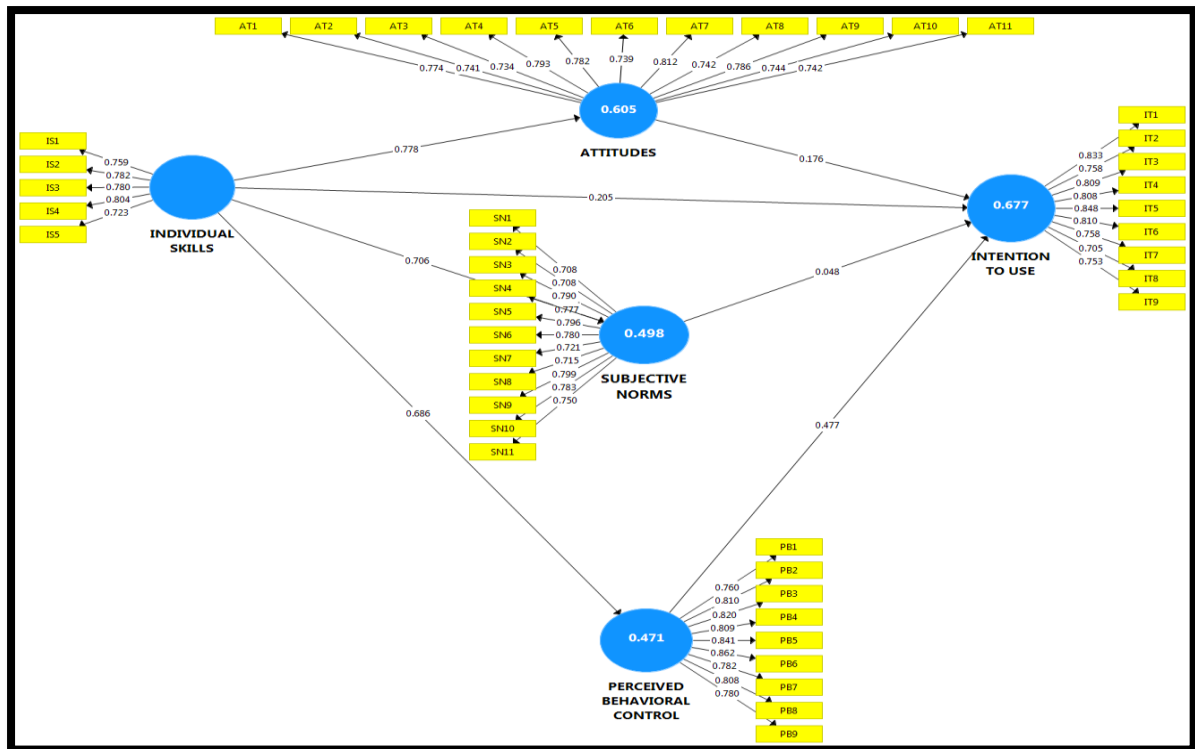 AT1 AT2 AT3 AT4 AT5 AT6 AT7 AT8 AT9 AT10 AT11
0.774 0.741 0.734 0.793 0.782 0.739 0.812 0.742 0.786 0.744 0.742
0.605
ATTITUDES
IS1
IS2
IS3
IS4
IS5
0.759
0.782
0.780
0.804
0.723
INDIVIDUAL
SKILLS
0.778
0.176
0.205
0.706
0.048
0.686
0.477
IT1
IT2
IT3
IT4
IT5
IT6
IT7
IT8
IT9
0.833
0.758
0.809
0.808
0.848
0.810
0.758
0.705
0.753
0.677
INTENTION
TO USE
SN1
SN2
SN3
SN4
SN5
SN6
SN7
SN8
SN9
SN10
SN11
0.708
0.708
0.790
0.777
0.796
0.780
0.721
0.715
0.799
0.783
0.750
0.498
SUBJECTIVE
NORMS
PB1
PB2
PB3
PB4
PB5
PB6
PB7
PB8
PB9
0.760
0.810
0.820
0.809
0.841
0.862
0.782
0.808
0.780
0.471
PERCEIVED
BEHAVIORAL
CONTROL